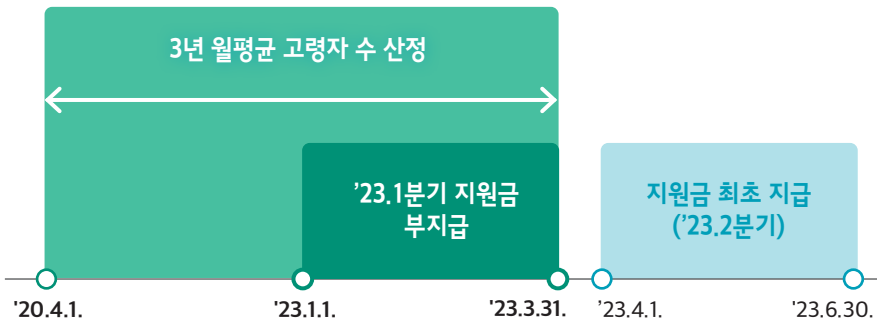 3년 월평균 고령자 수 산정
’23.1분기 지원금
부지급
지원금 최초 지급
(’23.2분기)
'20.4.1.
'23.1.1.
'23.3.31.
’23.4.1.
'23.6.30.